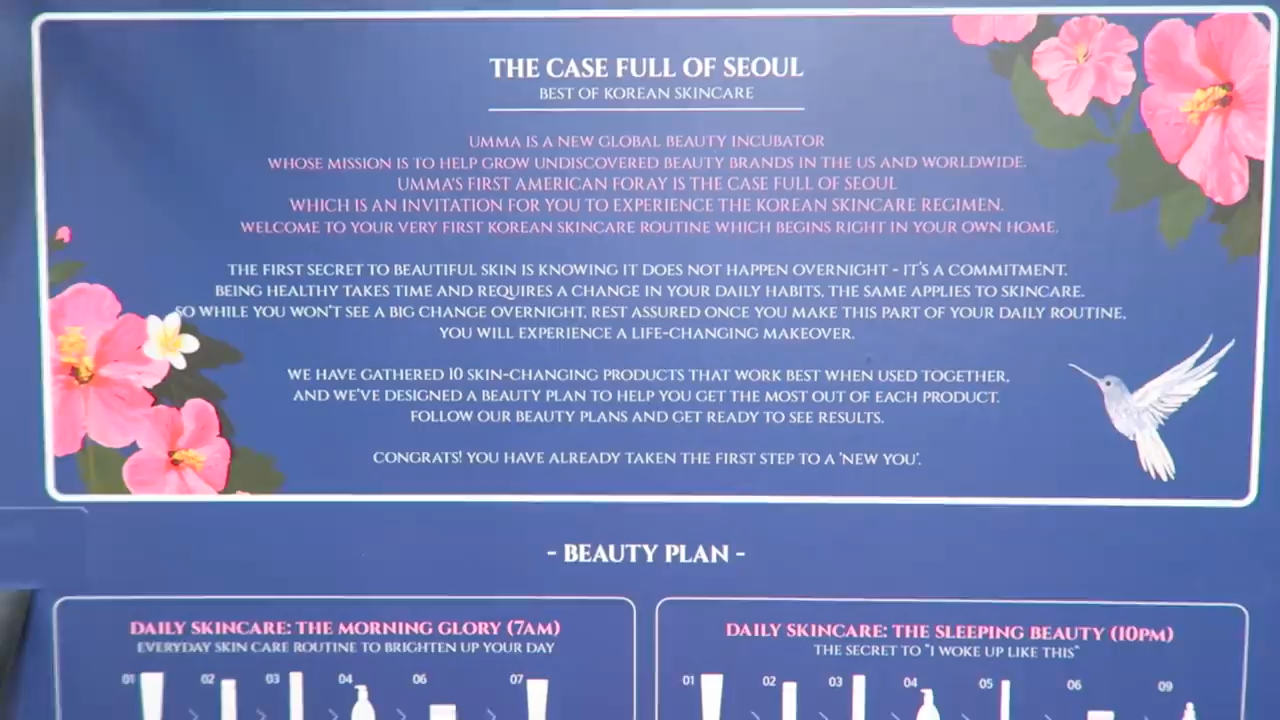 THE CASE FULL OF SEOUL
BEST OF KOREAN SKINCARE
UMMA IS A NEW GLOBAL BEAUTY INCUBATOR
WHOSE MISSION IS TO HELP GROW UNDISCOVERED BEAUTY BRANDS IN THE US AND WORLDWIDE.
UMMA'S FIRST AMERICAN FORAY IS THE CASE FULL OF SEOUL
WHICH IS AN INVITATION FOR YOU TO EXPERIENCE THE KOREAN SKINCARE REGIMEN.
WELCOME TO YOUR VERY FIRST KOREAN SKINCARE ROUTINE WHICH BEGINS RIGHT IN YOUR OWN HOME.
THE FIRST SECRET TO BEAUTIFUL SKIN IS KNOWING IT DOES NOT HAPPEN OVERNIGHT - IT'S A COMMITMENT.
BEING HEALTHY TAKES TIME AND REQUIRES A CHANGE IN YOUR DAILY HABITS, THE SAME APPLIES TO SKINCARE.
SO WHILE YOU WON'T SEE A BIG CHANGE OVERNIGHT, REST ASSURED ONCE YOU MAKE THIS PART OF YOUR DAILY ROUTINE,
YOU WILL EXPERIENCE A LIFE-CHANGING MAKEOVER.
WE HAVE GATHERED 10 SKIN-CHANGING PRODUCTS THAT WORK BEST WHEN USED TOGETHER,
AND WE'VE DESIGNED A BEAUTY PLAN TO HELP YOU GET THE MOST OUT OF EACH PRODUCT.
FOLLOW OUR BEAUTY PLANS AND GET READY TO SEE RESULTS.
CONGRATS! YOU HAVE ALREADY TAKEN THE FIRST STEP TO A 'NEW YOU'.
- BEAUTY PLAN -
DAILY SKINCARE: THE MORNING GLORY (7AM)
EVERYDAY SKIN CARE ROUTINE TO BRIGHTEN UP YOUR DAY
01 02 03 04 06 07
DAILY SKINCARE: THE SLEEPING BEAUTY (10PM)
THE SECRET TO "I WOKE UP LIKE THIS"
01 02 03 04 05 06 09